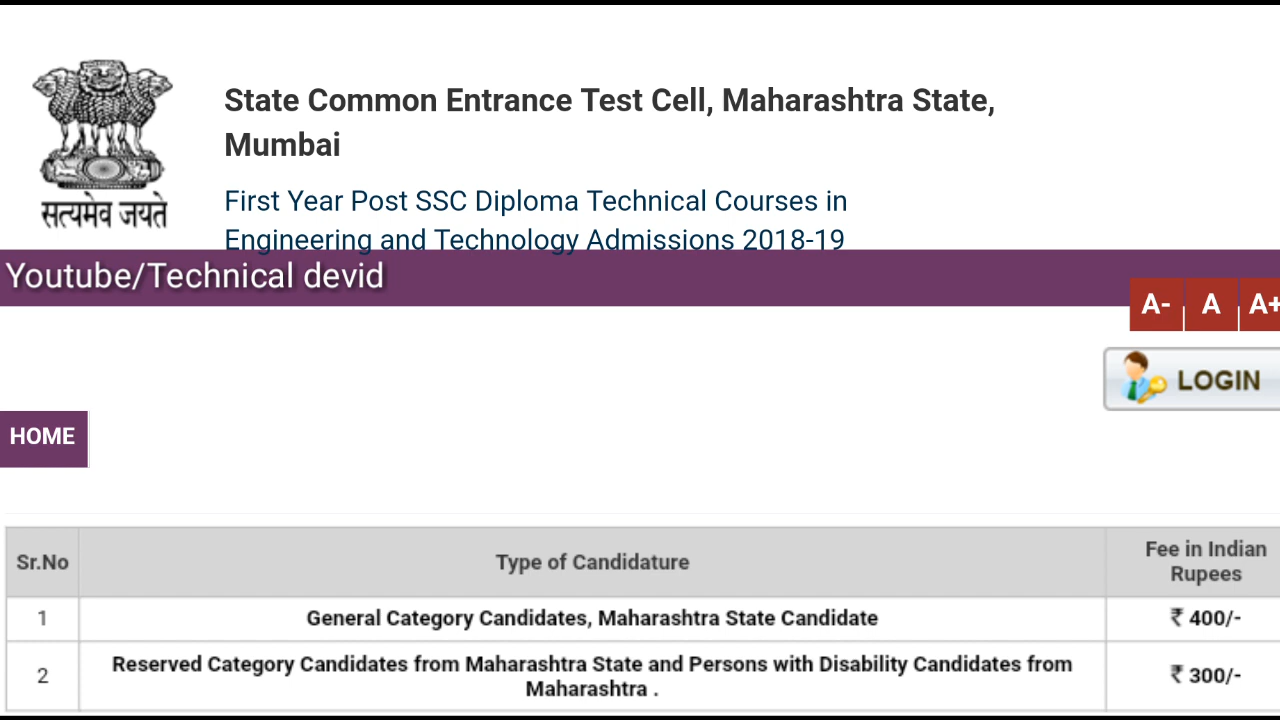 State Common Entrance Test Cell, Maharashtra State,
Mumbai
सत्यमेव जयते
First Year Post SSC Diploma Technical Courses in
Engineering and Technology Admissions 2018-19
Youtube/Technical devid
A- A A+
LOGIN
HOME
Sr.No Type of Candidature Fee in Indian
Rupees
1 General Category Candidates, Maharashtra State Candidate ₹ 400/-
2 Reserved Category Candidates from Maharashtra State and Persons with Disability Candidates from
Maharashtra . ₹ 300/-